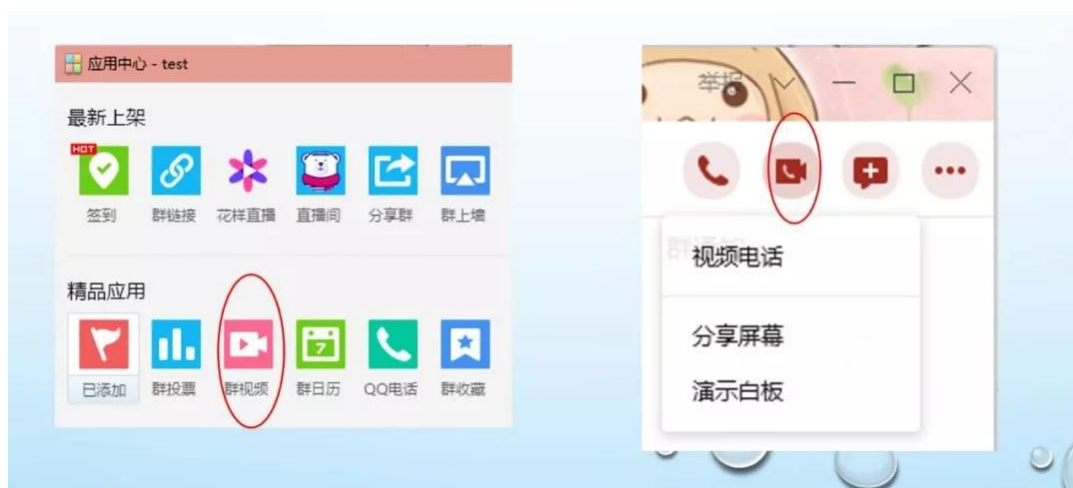 应用中心 - test
最新上架
HOT
签到 群链接 花样直播 直播间 分享群 群上墙
精品应用
7
已添加 群投票 群视频 群日历 QQ电话 群收藏
举报
视频电话
分享屏幕
演示白板